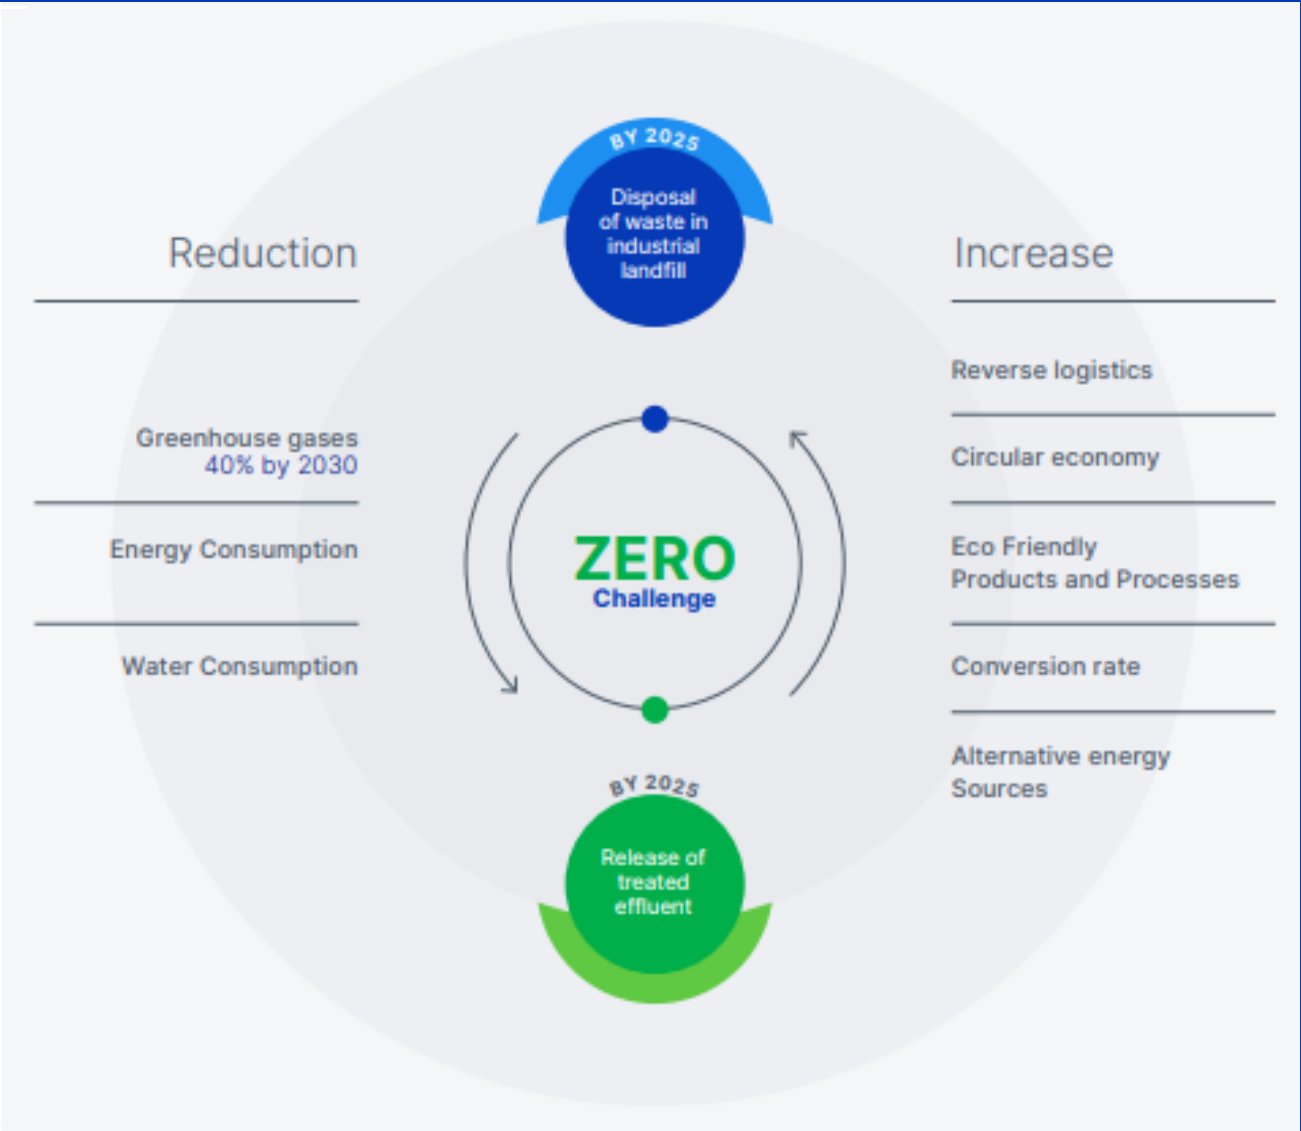 BY 2025
Disposal
of waste in
industrial
landfill
Reduction
Greenhouse gases
40% by 2030
Energy Consumption
Water Consumption
ZERO
Challenge
Increase
Reverse logistics
Circular economy
Eco Friendly
Products and Processes
Conversion rate
Alternative energy
Sources
BY 2025
Release of
treated
effluent